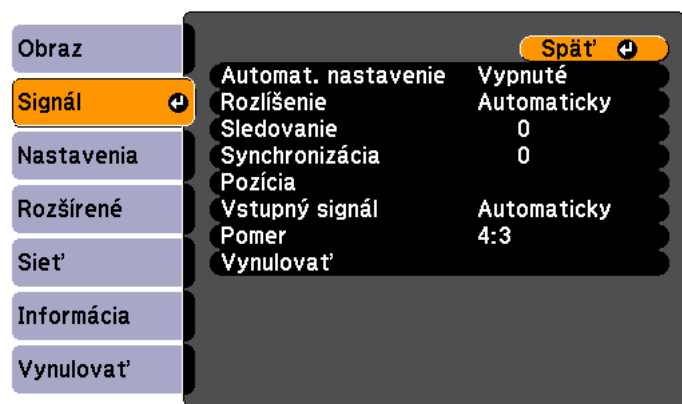 Obraz
Signál
Nastavenia
Rozšírené
Sieť
Informácia
Vynulovať
Späť
Automat. nastavenie Vypnuté
Rozlíšenie Automaticky
Sledovanie 0
Synchronizácia 0
Pozícia
Vstupný signál Automaticky
Pomer 4:3
Vynulovať